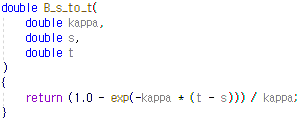 double B_s_to_t(
    double kappa,
    double s,
    double t
)
{
    return (1.0 - exp(-kappa * (t - s))) / kappa;
}